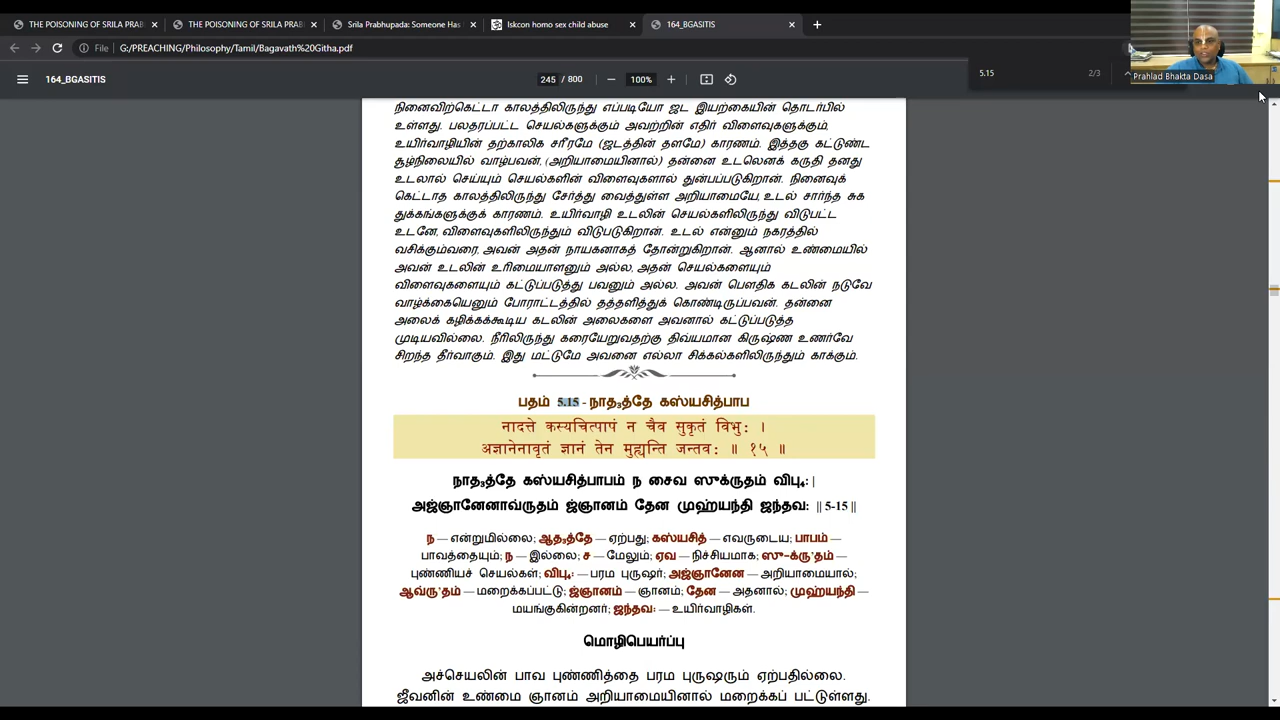 THE POISONING OF SRILA PRAB
THE POISONING OF SRILA PRAB
Srila Prabhupada: Someone Has
Iskcon homo sex child abuse
164_BGASITIS
File
G:/PREACHING/Philosophy/Tamil/Bagavath%20Githa.pdf
164_BGASITIS
245 / 800
100%
5.15
2/3
Prahlad Bhakta Dasa
நினைவிற்கெட்டா காலத்திலிருந்து எப்படியோ ஜட இயற்கையின் தொடர்பில்
உள்ளது. பலதரப்பட்ட செயல்களுக்கும் அவற்றின் எதிர் விளைவுகளுக்கும்,
உயிர்வாழியின் தற்காலிக சரீரமே (ஜடத்தின் தளமே) காரணம். இத்தகு கட்டுண்ட
சூழ்நிலையில் வாழ்பவன், (அறியாமையினால்) தன்னை உடலெனக் கருதி தனது
உடலால் செய்யும் செயல்களின் விளைவுகளால் துன்பப்படுகிறான். நினைவுக்
கெட்டாத காலத்திலிருந்து சேர்த்து வைத்துள்ள அறியாமையே, உடல் சார்ந்த சுக
துக்கங்களுக்குக் காரணம். உயிர்வாழி உடலின் செயல்களிலிருந்து விடுபட்ட
உடனே, விளைவுகளிலிருந்தும் விடுபடுகிறான். உடல் என்னும் நகரத்தில்
வசிக்கும்வரை, அவன் அதன் நாயகனாகத் தோன்றுகிறான். ஆனால் உண்மையில்
அவன் உடலின் உரிமையாளனும் அல்ல, அதன் செயல்களையும்
விளைவுகளையும் கட்டுப்படுத்து பவனும் அல்ல. அவன் பௌதிக கடலின் நடுவே
வாழ்க்கையெனும் போராட்டத்தில் தத்தளித்துக் கொண்டிருப்பவன். தன்னை
அலைக் கழிக்கக்கூடிய கடலின் அலைகளை அவனால் கட்டுப்படுத்த
முடியவில்லை. நீரிலிருந்து கரையேறுவதற்கு திவ்யமான கிருஷ்ண உணர்வே
சிறந்த தீர்வாகும். இது மட்டுமே அவனை எல்லா சிக்கல்களிலிருந்தும் காக்கும்.
பதம் 5.15 - நாத₃த்தே கஸ்யசித்பாப
नादत्ते कस्यचित्पापं न चैव सुकृतं विभुः ।
अज्ञानेनावृतं ज्ञानं तेन मुह्यन्ति जन्तवः ॥ १५ ॥
நாத₃த்தே கஸ்யசித்பாபம் ந சைவ ஸுக்ருதம் விபு₄: |
அஜ்ஞானேனாவ்ருதம் ஜ்ஞானம் தேன முஹ்யந்தி ஜந்தவ: || 5-15 ||
ந — என்றுமில்லை; ஆத₃த்தே — ஏற்பது; கஸ்யசித் — எவருடைய; பாபம் —
பாவத்தையும்; ந — இல்லை; ச — மேலும்; ஏவ — நிச்சியமாக; ஸு-க்ரு'தம் —
புண்ணியச் செயல்கள்; விபு₄: — பரம புருஷர்; அஜ்ஞானேன — அறியாமையால்;
ஆவ்ரு'தம் — மறைக்கப்பட்டு; ஜ்ஞானம் — ஞானம்; தேன — அதனால்; முஹ்யந்தி —
மயங்குகின்றனர்; ஜந்தவ: — உயிர்வாழிகள்.
மொழிபெயர்ப்பு
அச்செயலின் பாவ புண்ணித்தை பரம புருஷரும் ஏற்பதில்லை.
ஜீவனின் உண்மை ஞானம் அறியாமையினால் மறைக்கப் பட்டுள்ளது.